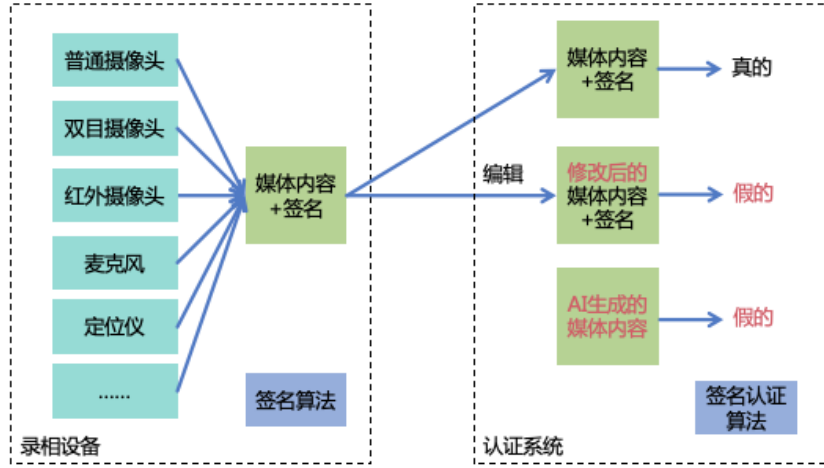 普通摄像头
双目摄像头
红外摄像头
麦克风
定位仪
……
媒体内容
+签名
签名算法
录相设备
编辑
媒体内容
+签名
真的
修改后的
媒体内容
+签名
假的
AI生成的
媒体内容
假的
签名认证
算法
认证系统